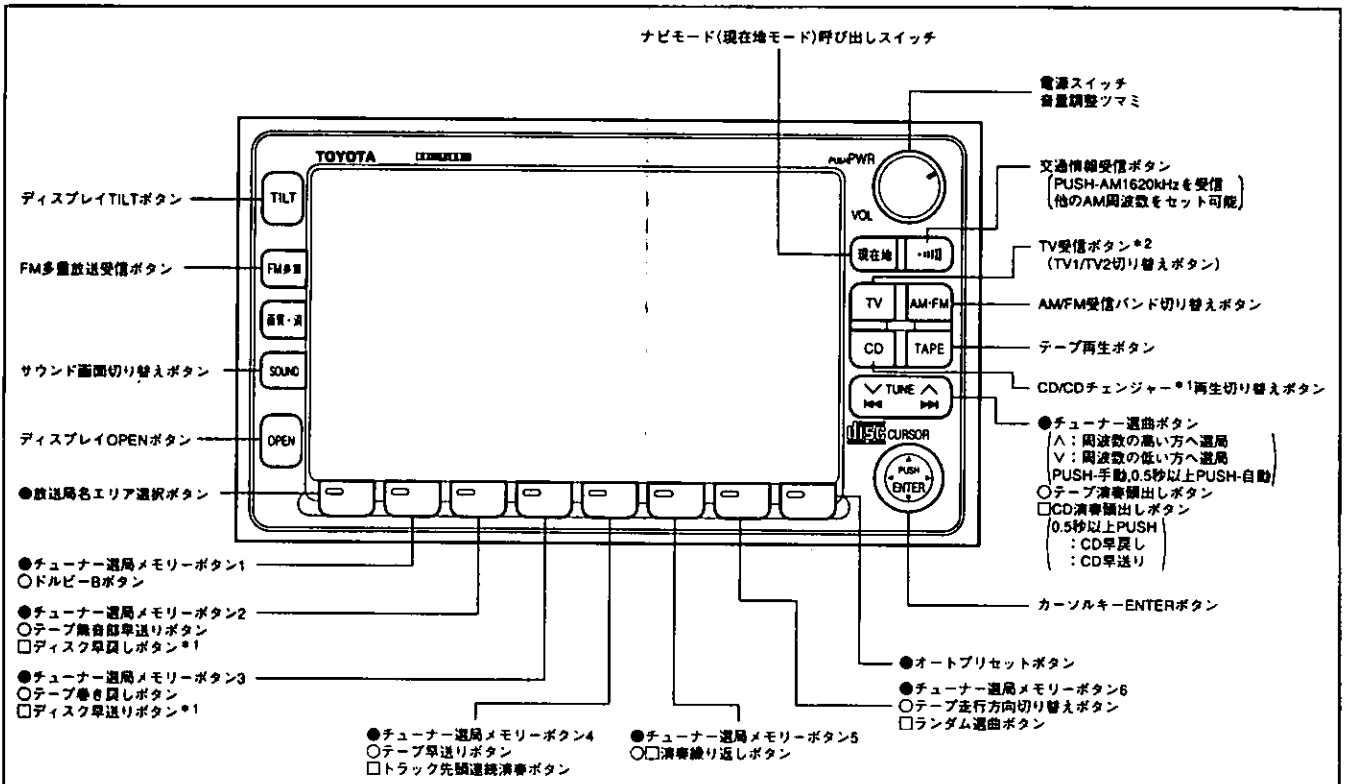 ナビモード(現在地モード)呼び出しスイッチ
電源スイッチ
音量調整ツマミ
交通情報受信ボタン
PUSH-AM1620kHzを受信
他のAM周波数をセット可能
TV受信ボタン*2
(TV1/TV2切り替えボタン)
AM/FM受信バンド切り替えボタン
テープ再生ボタン
CD/CDチェンジャー*1再生切り替えボタン
●チューナー選曲ボタン
∧：周波数の高い方へ選局
∨：周波数の低い方へ選局
PUSH-手動,0.5秒以上PUSH-自動
○テープ演奏頭出しボタン
□CD演奏頭出しボタン
0.5秒以上PUSH
：CD早戻し
：CD早送り
カーソルキーENTERボタン
TOYOTA
PUSH PWR
VOL
現在地
TV
AM・FM
CD
TAPE
∨ TUNE ∧
disc
CURSOR
PUSH
ENTER
TILT
FM多重
SOUND
OPEN
ディスプレイTILTボタン
FM多重放送受信ボタン
サウンド画面切り替えボタン
ディスプレイOPENボタン
●放送局名エリア選択ボタン
●チューナー選局メモリーボタン1
○ドルビーBボタン
●チューナー選局メモリーボタン2
○テープ無音部早送りボタン
□ディスク早戻しボタン*1
●チューナー選局メモリーボタン3
○テープ巻き戻しボタン
□ディスク早送りボタン*1
●チューナー選局メモリーボタン4
○テープ早送りボタン
□トラック先頭連続演奏ボタン
●チューナー選局メモリーボタン5
○□演奏繰り返しボタン
●オートプリセットボタン
●チューナー選局メモリーボタン6
○テープ走行方向切り替えボタン
□ランダム選曲ボタン